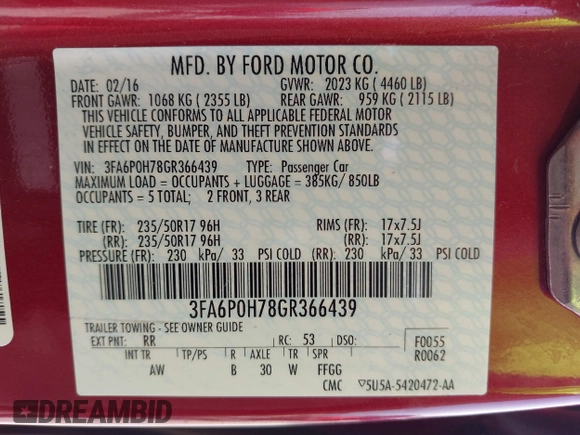 MFD. BY FORD MOTOR CO.
DATE: 02/16 GVWR: 2023 KG ( 4460 LB)
FRONT GAWR: 1068 KG ( 2355 LB) REAR GAWR: 959 KG ( 2115 LB)
THIS VEHICLE CONFORMS TO ALL APPLICABLE FEDERAL MOTOR
VEHICLE SAFETY, BUMPER, AND THEFT PREVENTION STANDARDS
IN EFFECT ON THE DATE OF MANUFACTURE SHOWN ABOVE.
VIN: 3FA6P0H78GR366439 TYPE: Passenger Car
MAXIMUM LOAD = OCCUPANTS + LUGGAGE = 385KG/ 850LB
OCCUPANTS = 5 TOTAL; 2 FRONT, 3 REAR
TIRE (FR): 235/50R17 96H RIMS (FR): 17x7.5J
(RR): 235/50R17 96H (RR): 17x7.5J
PRESSURE (FR): 230 kPa/ 33 PSI COLD (RR): 230 kPa/ 33 PSI COLD
3FA6P0H78GR366439
TRAILER TOWING - SEE OWNER GUIDE
EXT PNT: RR RC: 53 DSO: F0055
R0062
INT TR TP/PS R AXLE TR SPR
AW B 30 W FFGG
CMC ▽5U5A-5420472-AA
DREAMBID